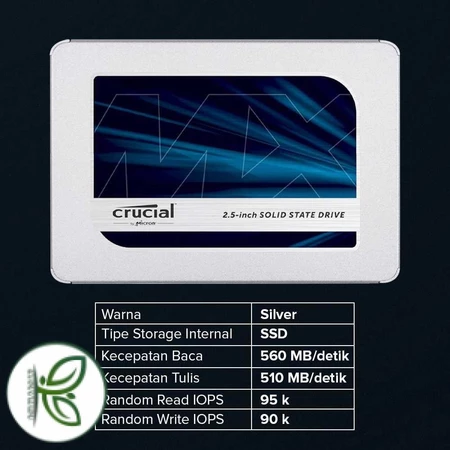 crucial
by Micron
2.5-inch SOLID STATE DRIVE
Warna Silver
Tipe Storage Internal SSD
Kecepatan Baca 560 MB/detik
Kecepatan Tulis 510 MB/detik
Random Read IOPS 95 k
Random Write IOPS 90 k